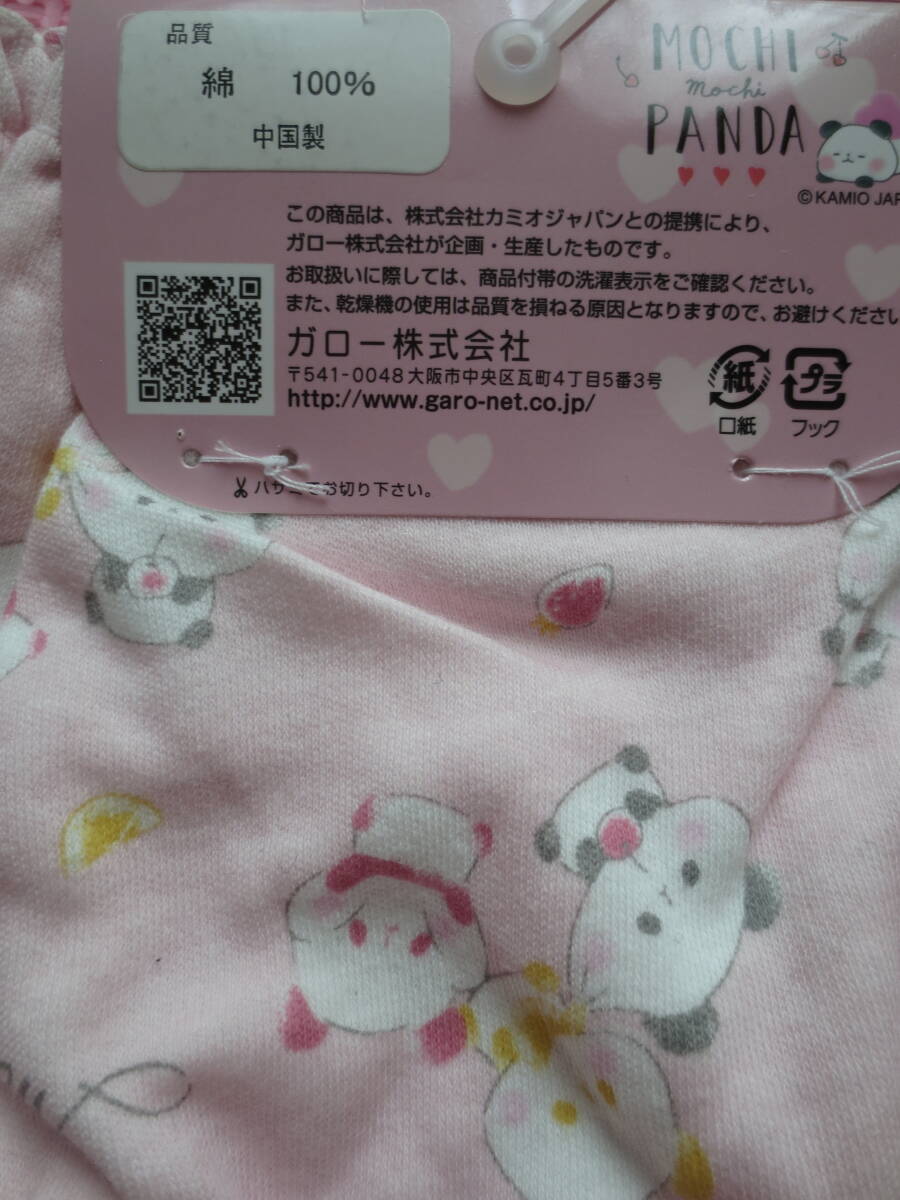 品質
綿 100%
中国製
MOCHI
mochi
PANDA
©KAMIO JAP
この商品は、株式会社カミオジャパンとの提携により、
ガロー株式会社が企画・生産したものです。
お取扱いに際しては、商品付帯の洗濯表示をご確認ください。
また、乾燥機の使用は品質を損ねる原因となりますので、お避けください
ガロー株式会社
〒541-0048 大阪市中央区瓦町4丁目5番3号
http://www.garo-net.co.jp/
紙
プラ
口紙
フック
ハサミでお切り下さい。